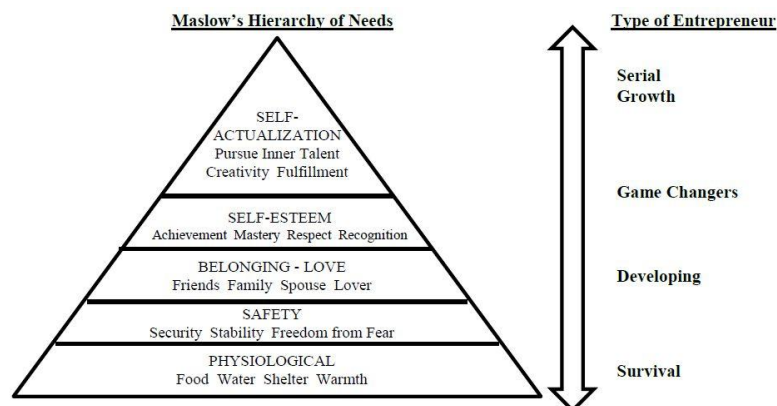 Maslow's Hierarchy of Needs
SELF-
ACTUALIZATION
Pursue Inner Talent
Creativity Fulfillment
SELF-ESTEEM
Achievement Mastery Respect Recognition
BELONGING - LOVE
Friends Family Spouse Lover
SAFETY
Security Stability Freedom from Fear
PHYSIOLOGICAL
Food Water Shelter Warmth
Type of Entrepreneur
Serial
Growth
Game Changers
Developing
Survival